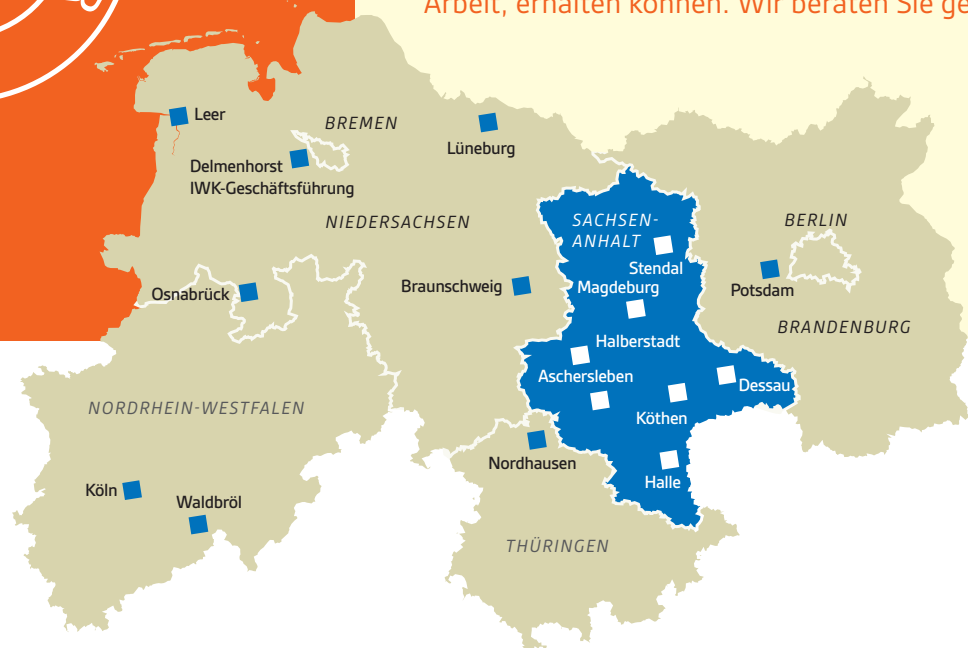 Arbeit, erhalten können. Wir beraten Sie
Leer
BREMEN
Lüneburg
Delmenhorst
IWK-Geschäftsführung
NIEDERSACHSEN
SACHSEN-
ANHALT
BERLIN
Stendal
Osnabrück
Braunschweig
Magdeburg
Potsdam
BRANDENBURG
Halberstadt
Aschersleben
Dessau
NORDRHEIN-WESTFALEN
Köthen
Nordhausen
Halle
Köln
Waldbröl
THÜRINGEN